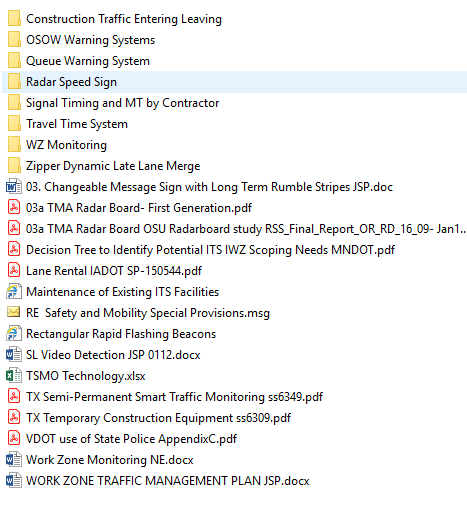 Construction Traffic Entering Leaving
OSOW Warning Systems
Queue Warning System
Radar Speed Sign
Signal Timing and MT by Contractor
Travel Time System
WZ Monitoring
Zipper Dynamic Late Lane Merge
03. Changeable Message Sign with Long Term Rumble Stripes JSP.doc
03a TMA Radar Board- First Generation.pdf
03a TMA Radar Board OSU Radarboard study RSS_Final_Report_OR_RD_16_09- Jan1...
Decision Tree to Identify Potential ITS IWZ Scoping Needs MNDOT.pdf
Lane Rental IADOT SP-150544.pdf
Maintenance of Existing ITS Facilities
RE  Safety and Mobility Special Provisions.msg
Rectangular Rapid Flashing Beacons
SL Video Detection JSP 0112.docx
TSMO Technology.xlsx
TX Semi-Permanent Smart Traffic Monitoring ss6349.pdf
TX Temporary Construction Equipment ss6309.pdf
VDOT use of State Police AppendixC.pdf
Work Zone Monitoring NE.docx
WORK ZONE TRAFFIC MANAGEMENT PLAN JSP.docx